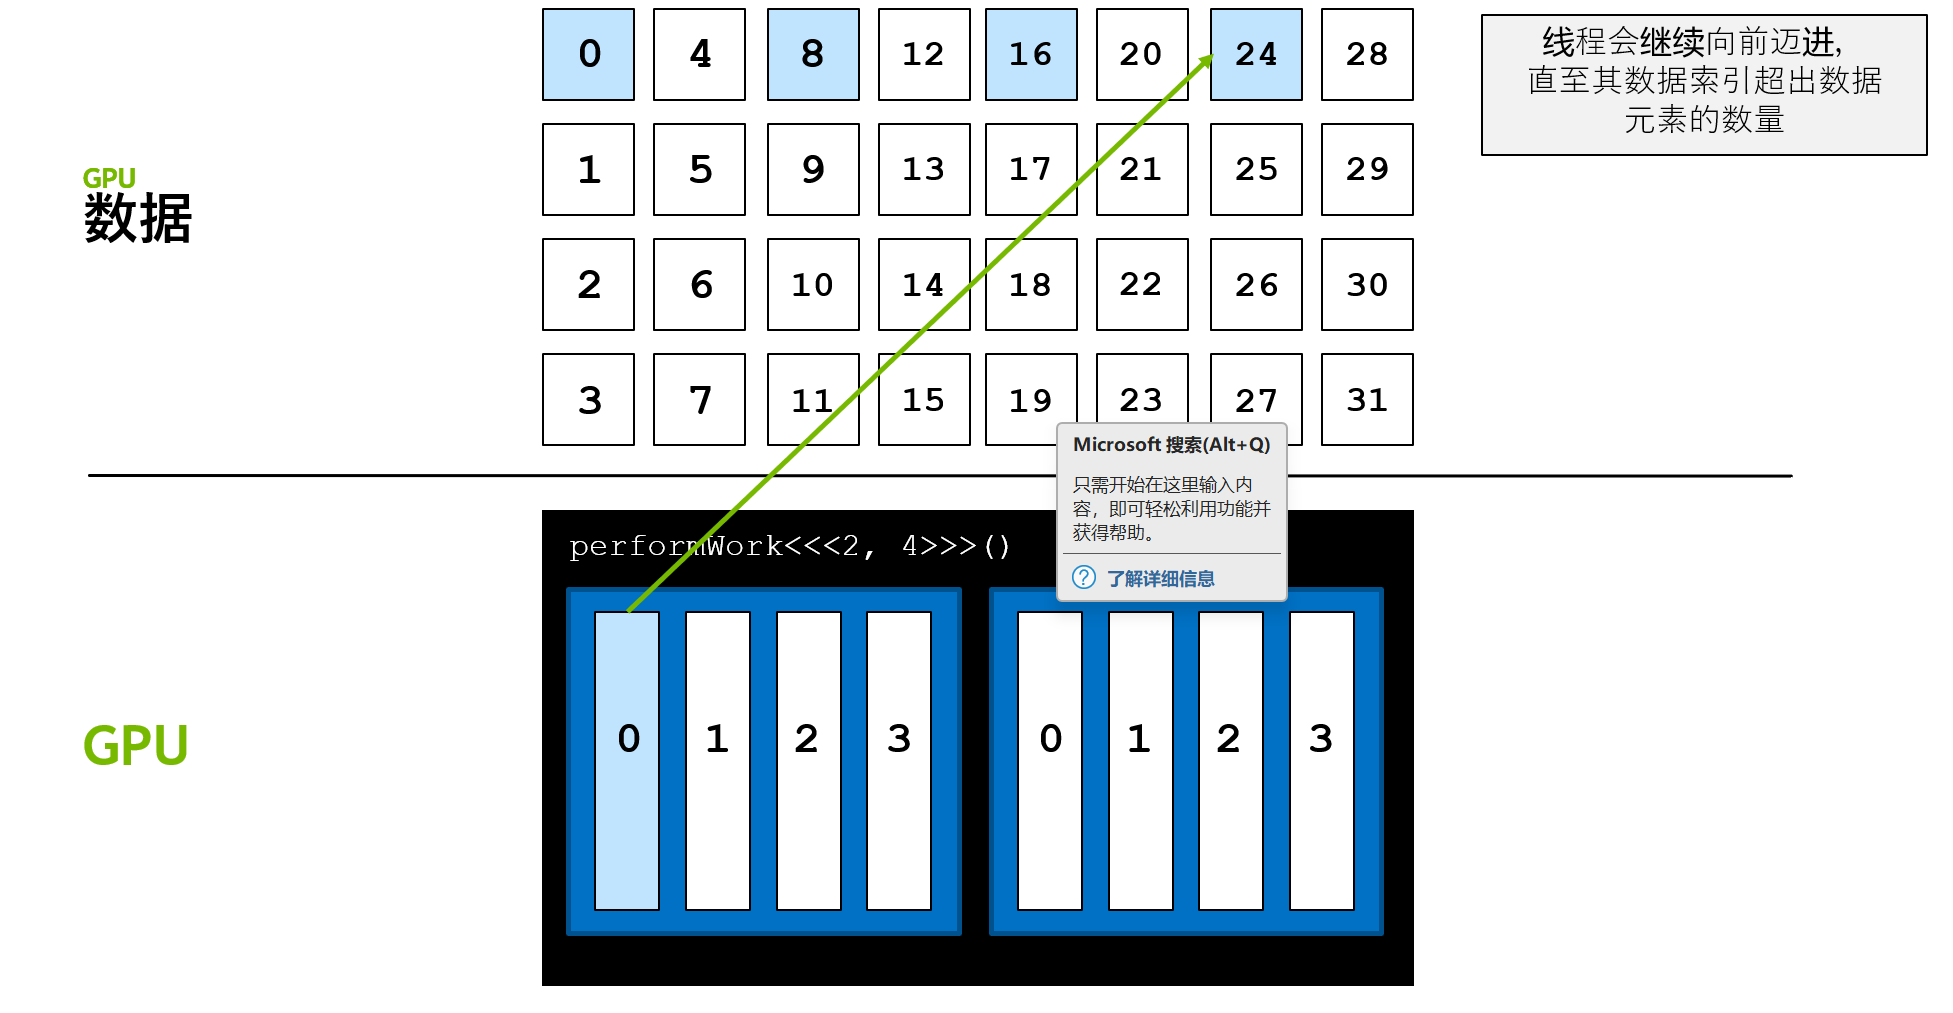 0 4 8 12 16 20 24 28
线程会继续向前迈进,
直至其数据索引超出数据
元素的数量
1 5 9 13 17 21 25 29
GPU
数据
2 6 10 14 18 22 26 30
3 7 11 15 19 23 27 31
Microsoft 搜索(Alt+Q)
只需开始在这里输入内
容，即可轻松利用功能并
获得帮助。
了解详细信息
performWork<<<2, 4>>>()
GPU
0 1 2 3 0 1 2 3